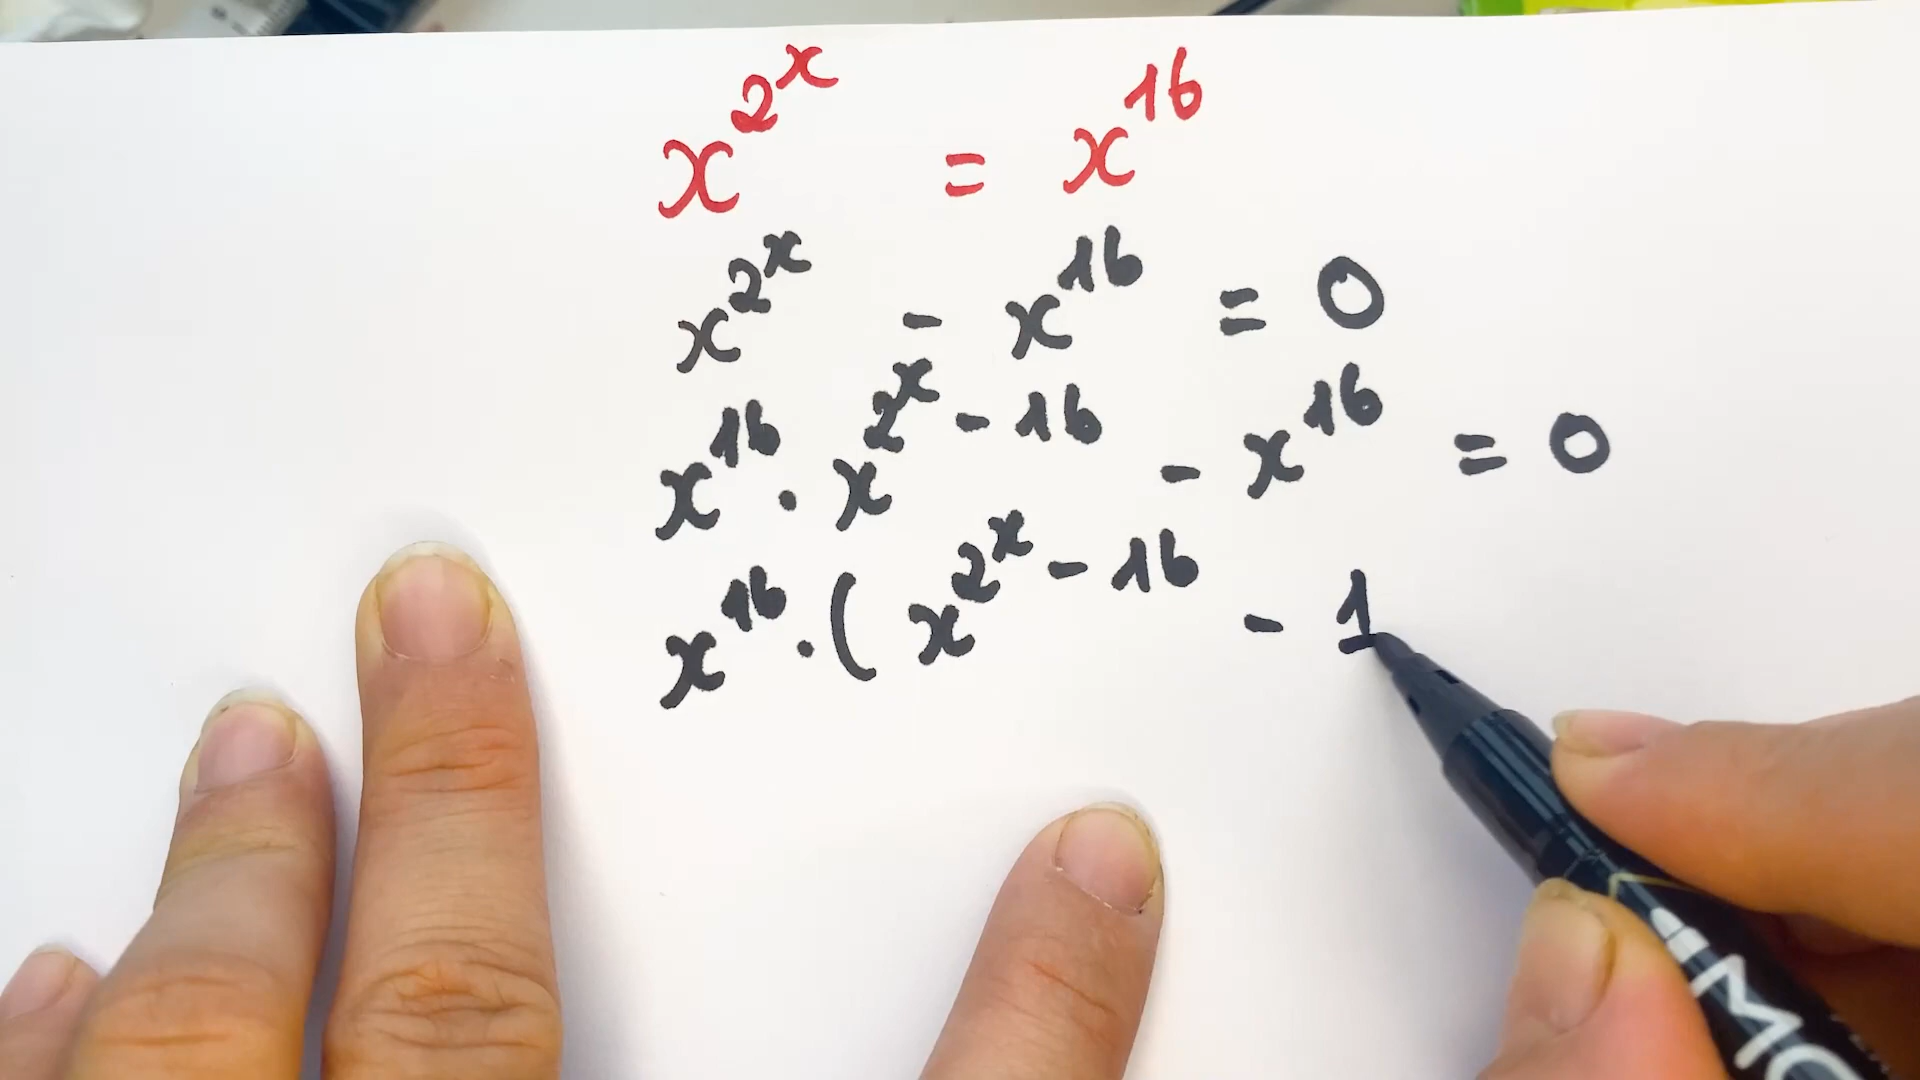 x^{2^x} = x^{16}
x^{2^x} - x^{16} = 0
x^{16} · x^{2^x - 16} - x^{16} = 0
x^{16} · ( x^{2^x - 16} - 1